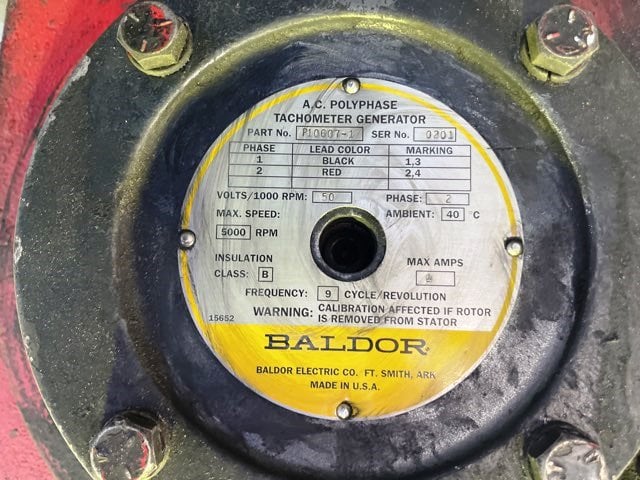 A.C. POLYPHASE
TACHOMETER GENERATOR
PART No. P10607-17 SER No. 0301
PHASE LEAD COLOR MARKING
1 BLACK 1,3
2 RED 2,4
VOLTS/1000 RPM: 50 PHASE: 2
MAX. SPEED: AMBIENT: 40 °C
5000 RPM
INSULATION MAX AMPS
CLASS: B
FREQUENCY: 9 CYCLE/REVOLUTION
WARNING: CALIBRATION AFFECTED IF ROTOR
15652 IS REMOVED FROM STATOR
BALDOR
BALDOR ELECTRIC CO. FT. SMITH, ARK
MADE IN U.S.A.